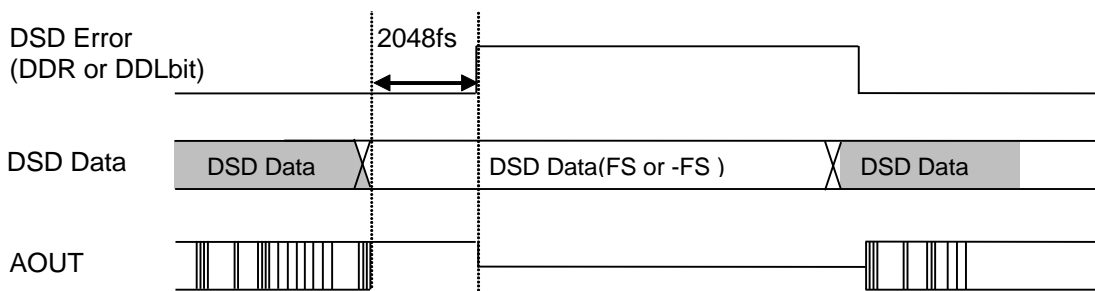 DSD Error
(DDR or DDLbit)
2048fs
DSD Data
DSD Data
DSD Data(FS or -FS )
DSD Data
AOUT